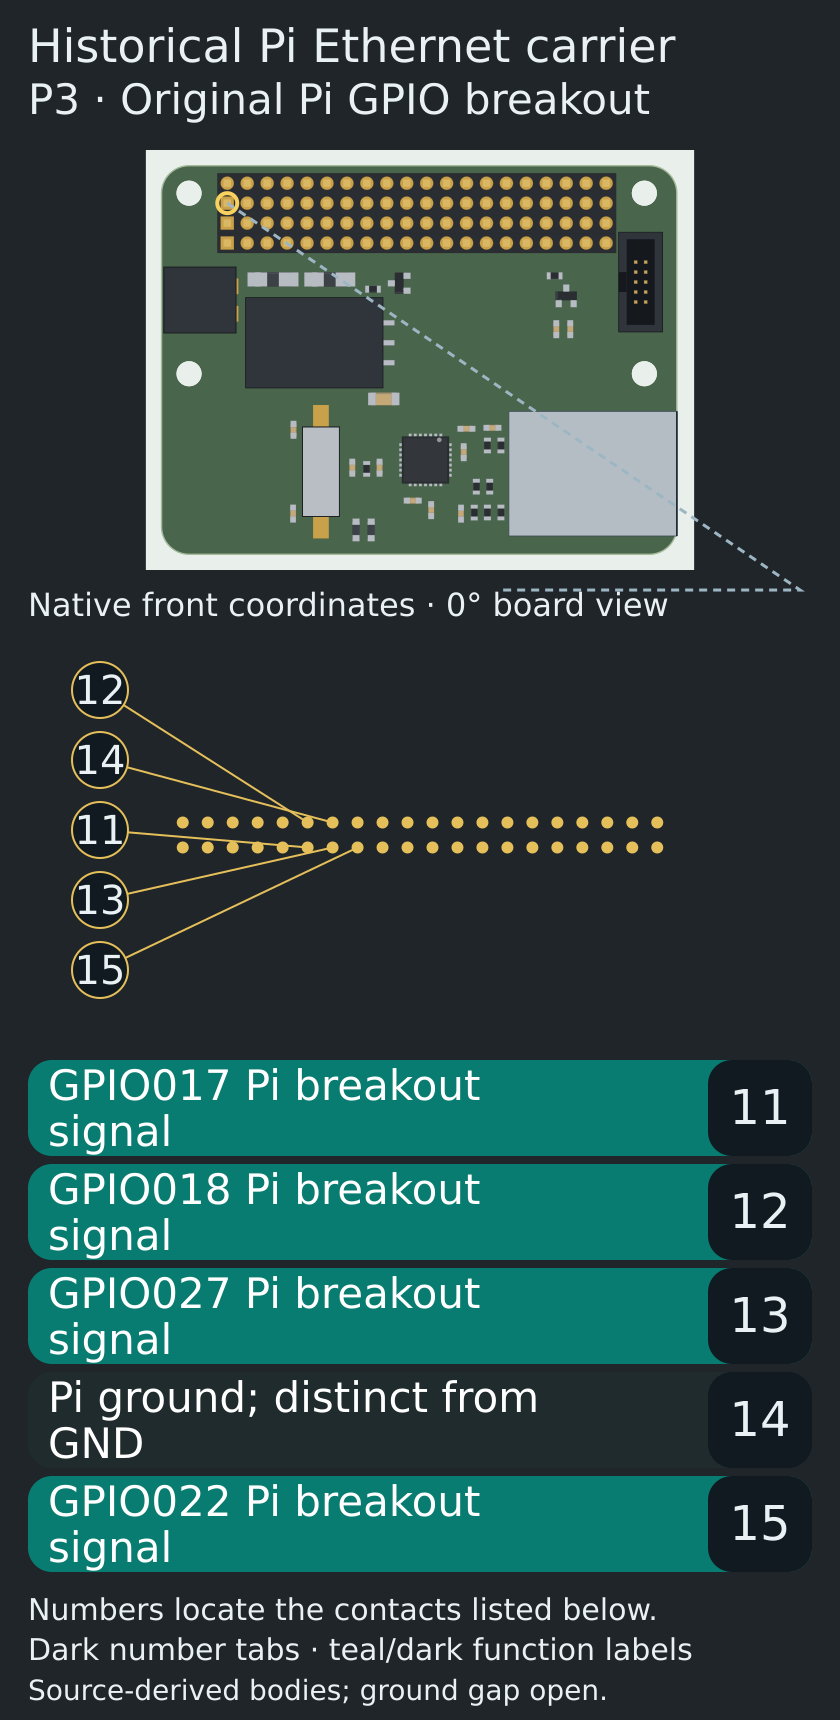 Historical Pi Ethernet carrier
P3 · Original Pi GPIO breakout
Native front coordinates · 0° board view
12
14
11
13
15
GPIO017 Pi breakout
signal
11
GPIO018 Pi breakout
signal
12
GPIO027 Pi breakout
signal
13
Pi ground; distinct from
GND
14
GPIO022 Pi breakout
signal
15
Numbers locate the contacts listed below.
Dark number tabs · teal/dark function labels
Source-derived bodies; ground gap open.